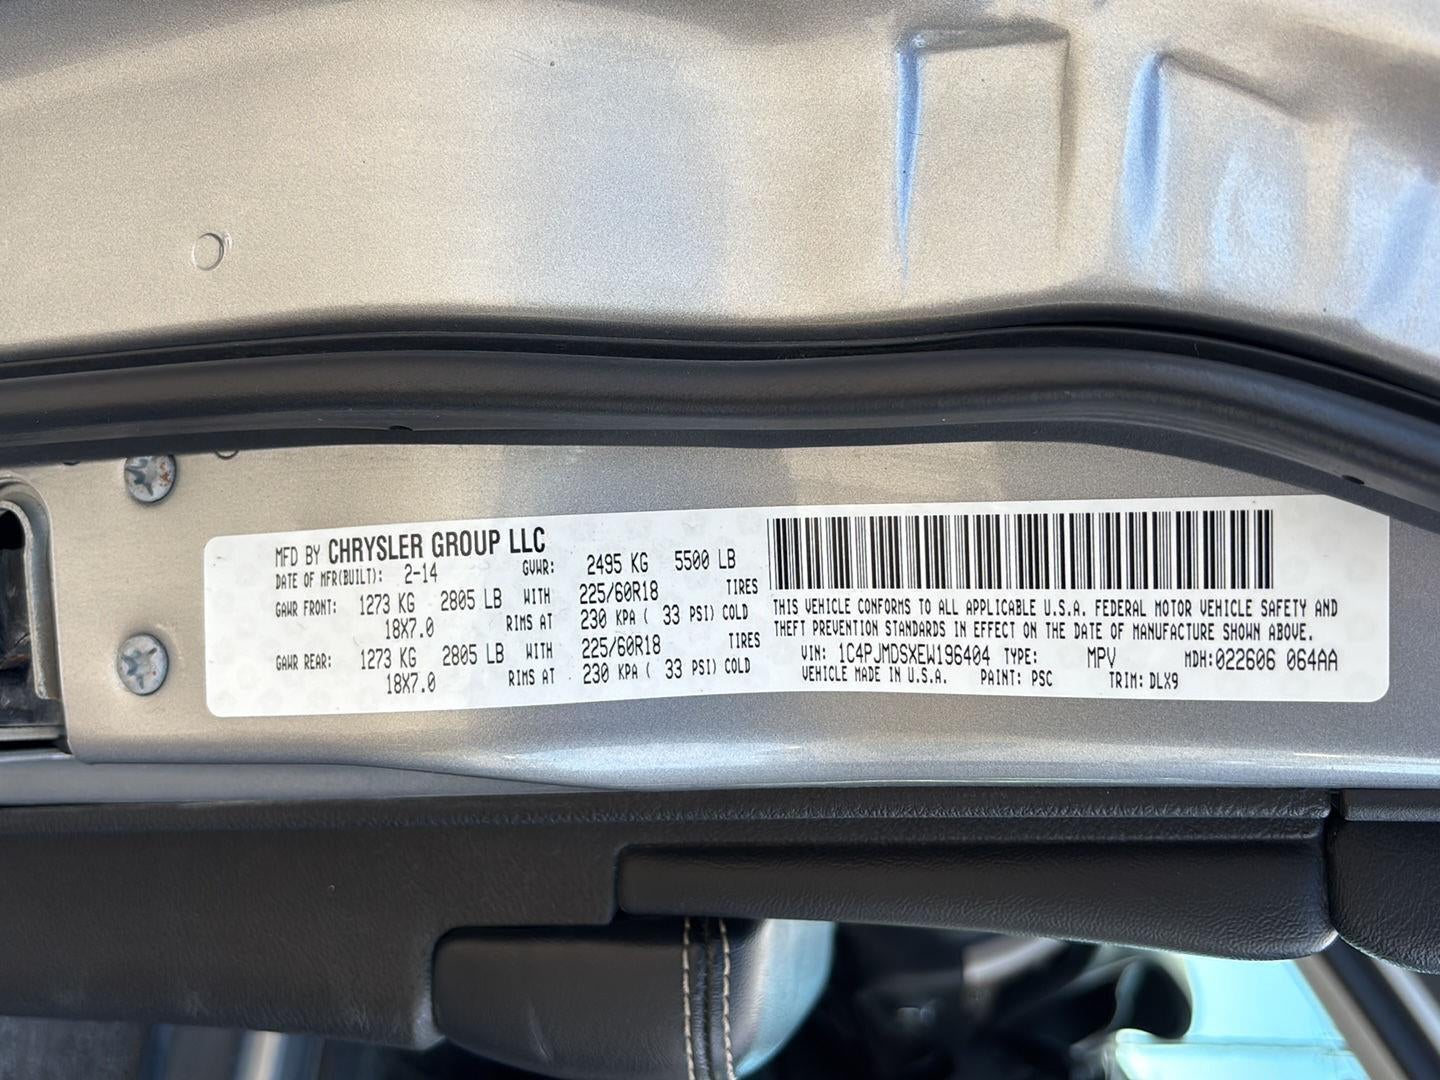 MFD BY CHRYSLER GROUP LLC
DATE OF MFR(BUILT): 2-14 GVWR: 2495 KG 5500 LB
GAWR FRONT: 1273 KG 2805 LB WITH 225/60R18 TIRES
18X7.0 RIMS AT 230 KPA ( 33 PSI) COLD
GAWR REAR: 1273 KG 2805 LB WITH 225/60R18 TIRES
18X7.0 RIMS AT 230 KPA ( 33 PSI) COLD
THIS VEHICLE CONFORMS TO ALL APPLICABLE U.S.A. FEDERAL MOTOR VEHICLE SAFETY AND
THEFT PREVENTION STANDARDS IN EFFECT ON THE DATE OF MANUFACTURE SHOWN ABOVE.
VIN: 1C4PJMDSXEW196404 TYPE: MPV MDH:022606 064AA
VEHICLE MADE IN U.S.A. PAINT: PSC TRIM: DLX9